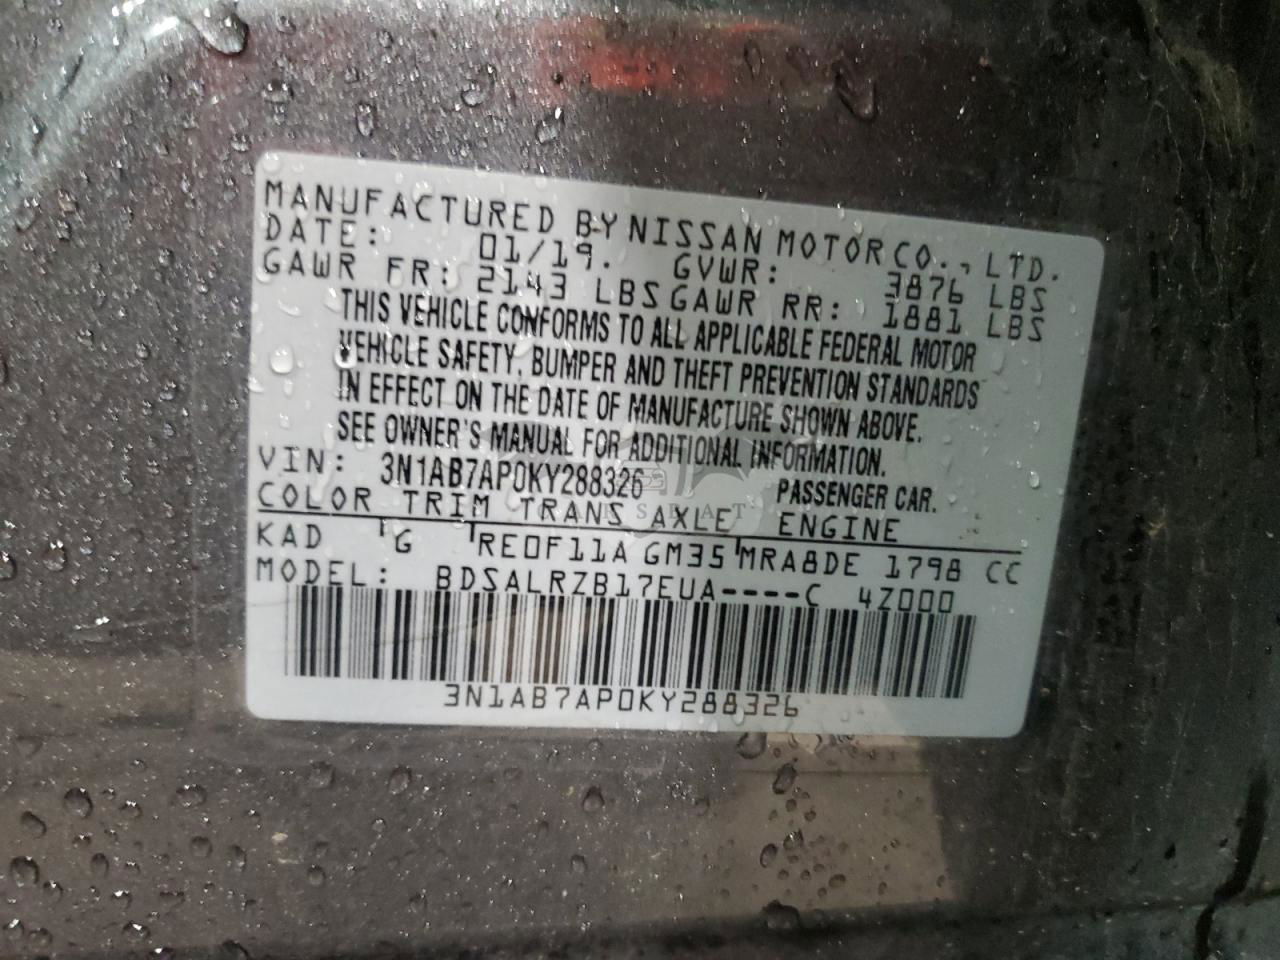 MANUFACTURED BY NISSAN MOTOR CO., LTD.
DATE: 01/19. GVWR: 3876 LBS
GAWR FR: 2143 LBS GAWR RR: 1881 LBS
THIS VEHICLE CONFORMS TO ALL APPLICABLE FEDERAL MOTOR
VEHICLE SAFETY, BUMPER AND THEFT PREVENTION STANDARDS
IN EFFECT ON THE DATE OF MANUFACTURE SHOWN ABOVE.
SEE OWNER'S MANUAL FOR ADDITIONAL INFORMATION.
VIN: 3N1AB7AP0KY288326 PASSENGER CAR.
COLOR TRIM TRANS AXLE ENGINE
KAD G RE0F11A GM35 MRA8DE 1798 CC
MODEL: BDSALRZB17EUA----C 4Z000
3N1AB7AP0KY288326